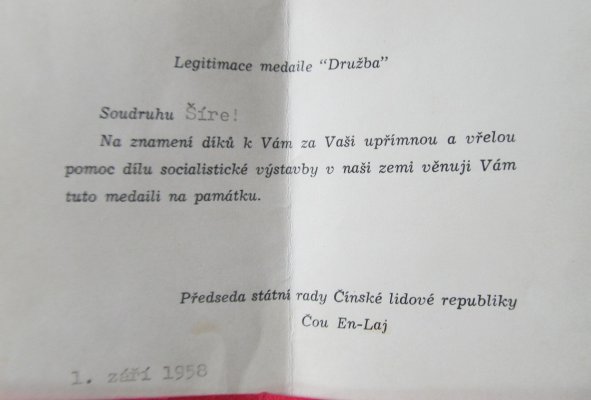 Legitimace medaile "Družba"
Soudruhu Šíre!
Na znamení díků k Vám za Vaši upřímnou a vřelou
pomoc dílu socialistické výstavby v naši zemi věnuji Vám
tuto medaili na památku.
Předseda státní rady Čínské lidové republiky
Čou En-Laj
1. září 1958